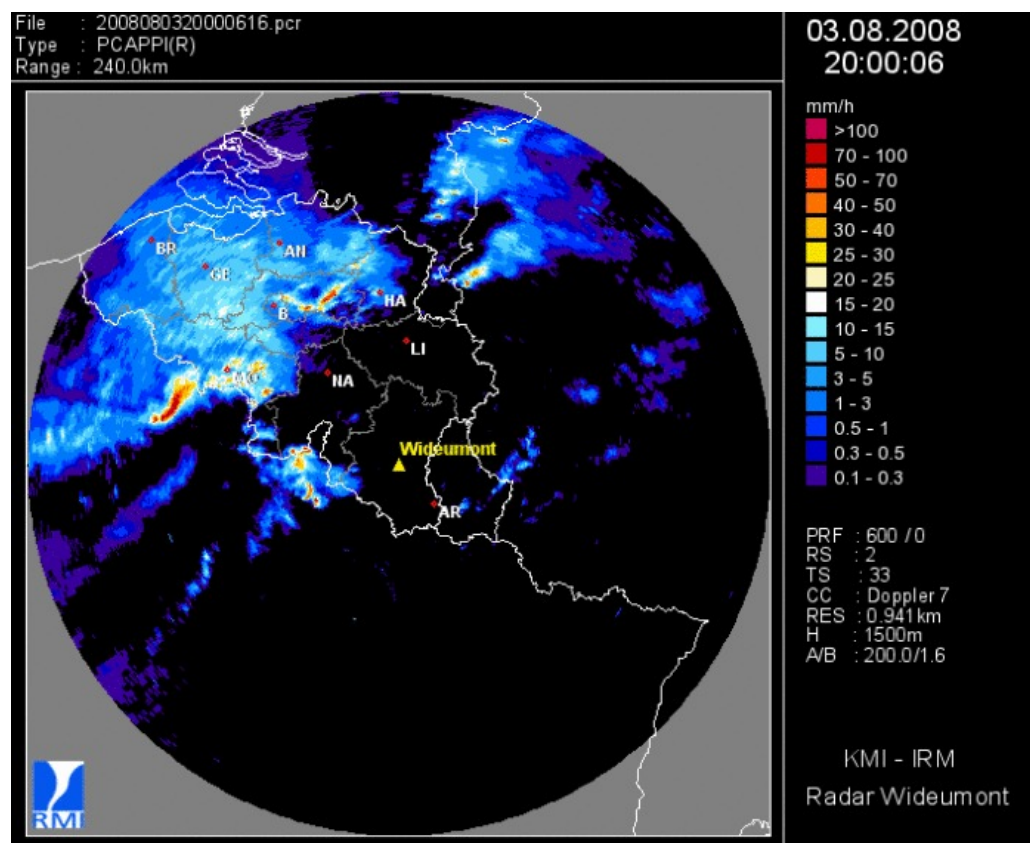 File : 2008080320000616.pcr
Type : PCAPPI(R)
Range : 240.0km
03.08.2008
20:00:06
mm/h
>100
70 - 100
50 - 70
40 - 50
30 - 40
25 - 30
20 - 25
15 - 20
10 - 15
5 - 10
3 - 5
1 - 3
0.5 - 1
0.3 - 0.5
0.1 - 0.3
BR
AN
GE
HA
B
LI
NA
Wideumont
AR
PRF : 600 / 0
RS : 2
TS : 33
CC : Doppler 7
RES : 0.941km
H : 1500m
A/B : 200.0/1.6
KMI - IRM
Radar Wideumont
RMI